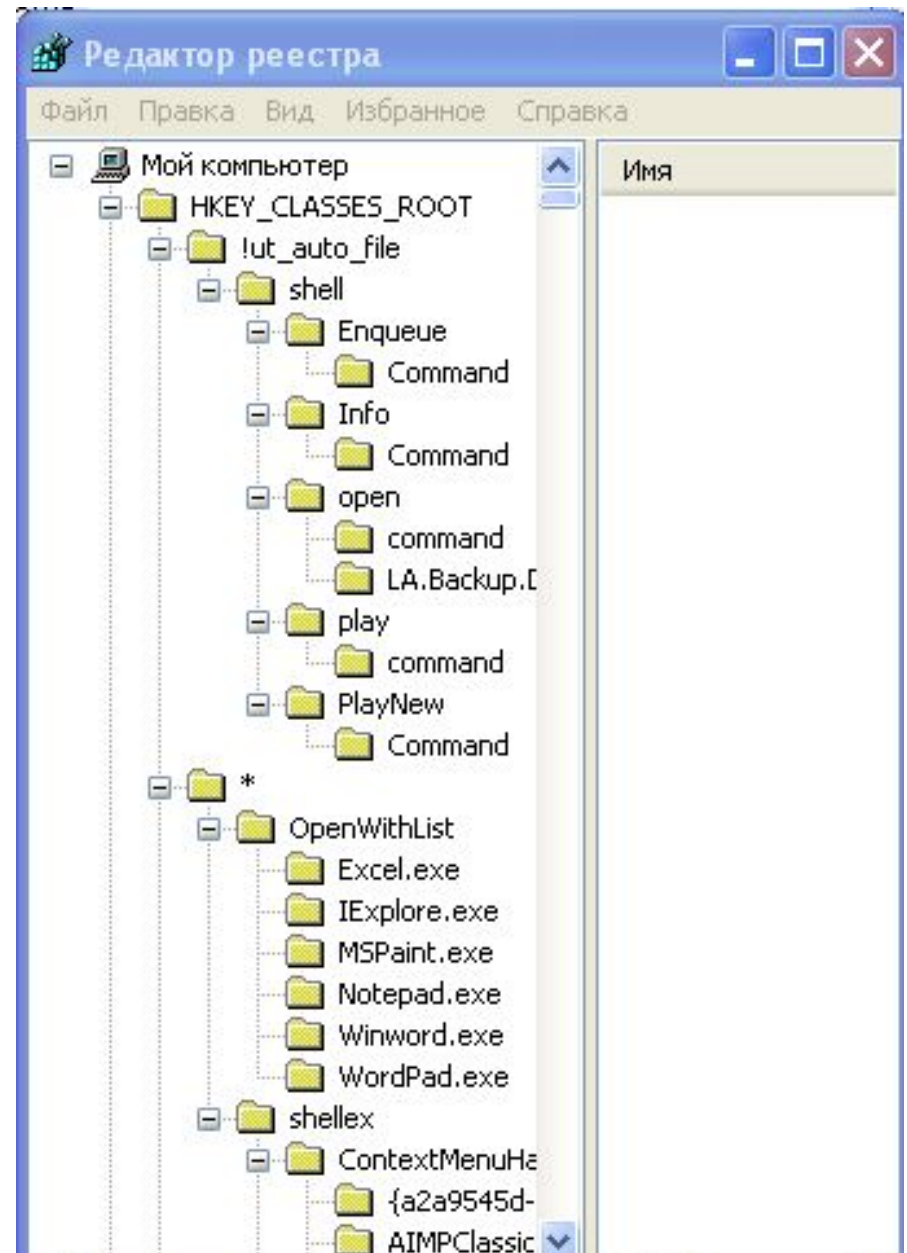 Редактор реестра
Файл Правка Вид Избранное Справка
Мой компьютер
Имя
HKEY_CLASSES_ROOT
!ut_auto_file
shell
Enqueue
Command
Info
Command
open
command
LA.Backup.
play
command
PlayNew
Command
*
OpenWithList
Excel.exe
IExplore.exe
MSPaint.exe
Notepad.exe
Winword.exe
WordPad.exe
shellex
ContextMenuHa
{a2a9545d-
AIMPClassic